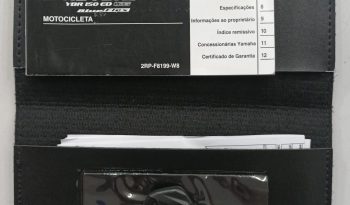 YBR 150 ED
MOTOCICLETA
2RP-F8199-W8
Especificações 8
Informações ao proprietário 9
Índice remissivo 10
Concessionárias Yamaha 11
Certificado de Garantia 12